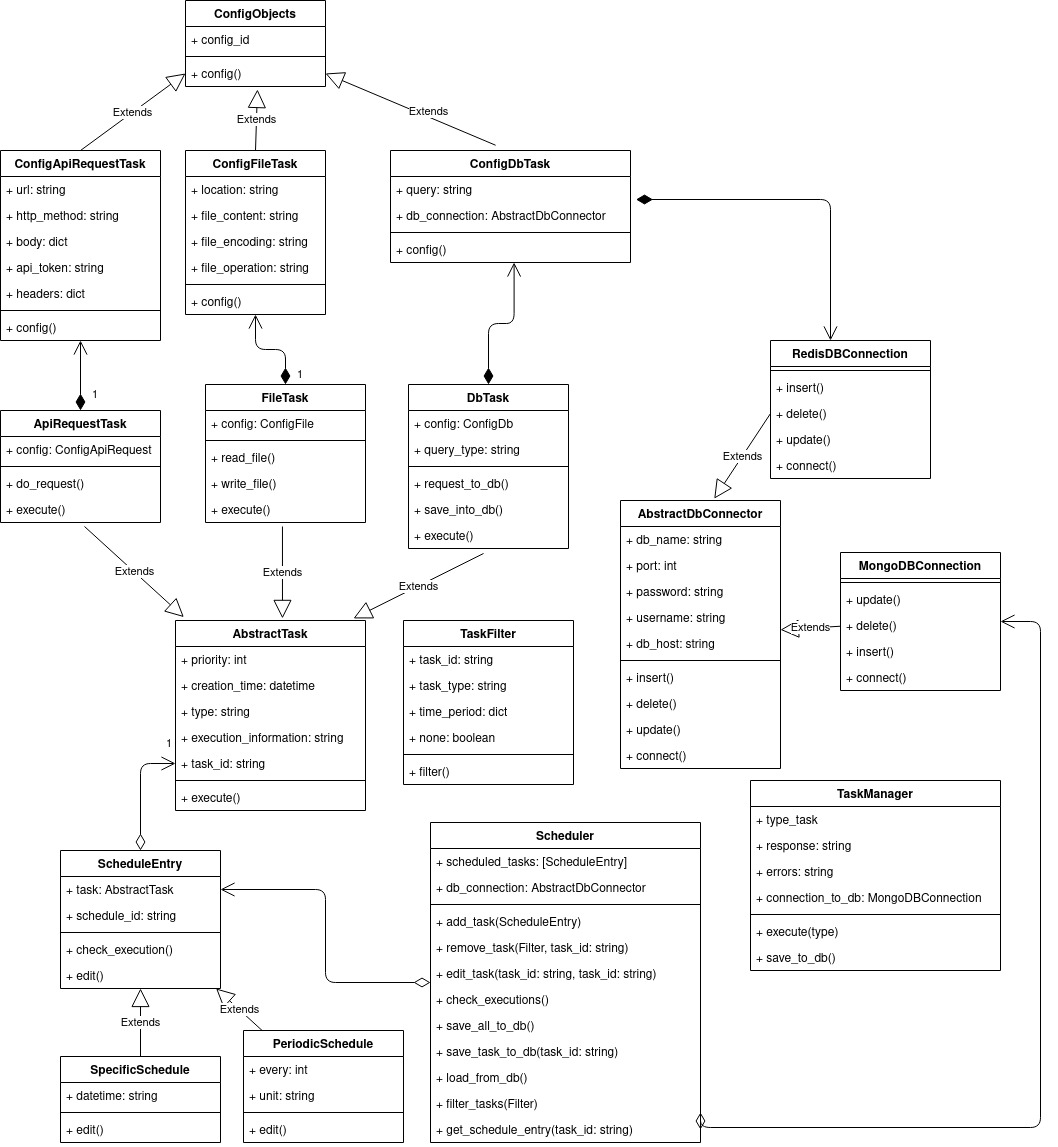 ConfigObjects
+ config_id
+ config()
Extends
Extends
Extends
ConfigApiRequestTask
+ url: string
+ http_method: string
+ body: dict
+ api_token: string
+ headers: dict
+ config()
ConfigFileTask
+ location: string
+ file_content: string
+ file_encoding: string
+ file_operation: string
+ config()
ConfigDbTask
+ query: string
+ db_connection: AbstractDbConnector
+ config()
RedisDBConnection
+ insert()
+ delete()
+ update()
+ connect()
1
ApiRequestTask
+ config: ConfigApiRequest
+ do_request()
+ execute()
1
FileTask
+ config: ConfigFile
+ read_file()
+ write_file()
+ execute()
DbTask
+ config: ConfigDb
+ query_type: string
+ request_to_db()
+ save_into_db()
+ execute()
Extends
AbstractDbConnector
+ db_name: string
+ port: int
+ password: string
+ username: string
+ db_host: string
+ insert()
+ delete()
+ update()
+ connect()
Extends
MongoDBConnection
+ update()
+ delete()
+ insert()
+ connect()
Extends
Extends
Extends
AbstractTask
+ priority: int
+ creation_time: datetime
+ type: string
+ execution_information: string
+ task_id: string
+ execute()
1
TaskFilter
+ task_id: string
+ task_type: string
+ time_period: dict
+ none: boolean
+ filter()
TaskManager
+ type_task
+ response: string
+ errors: string
+ connection_to_db: MongoDBConnection
+ execute(type)
+ save_to_db()
ScheduleEntry
+ task: AbstractTask
+ schedule_id: string
+ check_execution()
+ edit()
Scheduler
+ scheduled_tasks: [ScheduleEntry]
+ db_connection: AbstractDbConnector
+ add_task(ScheduleEntry)
+ remove_task(Filter, task_id: string)
+ edit_task(task_id: string, task_id: string)
+ check_executions()
+ save_all_to_db()
+ save_task_to_db(task_id: string)
+ load_from_db()
+ filter_tasks(Filter)
+ get_schedule_entry(task_id: string)
Extends
Extends
SpecificSchedule
+ datetime: string
+ edit()
PeriodicSchedule
+ every: int
+ unit: string
+ edit()